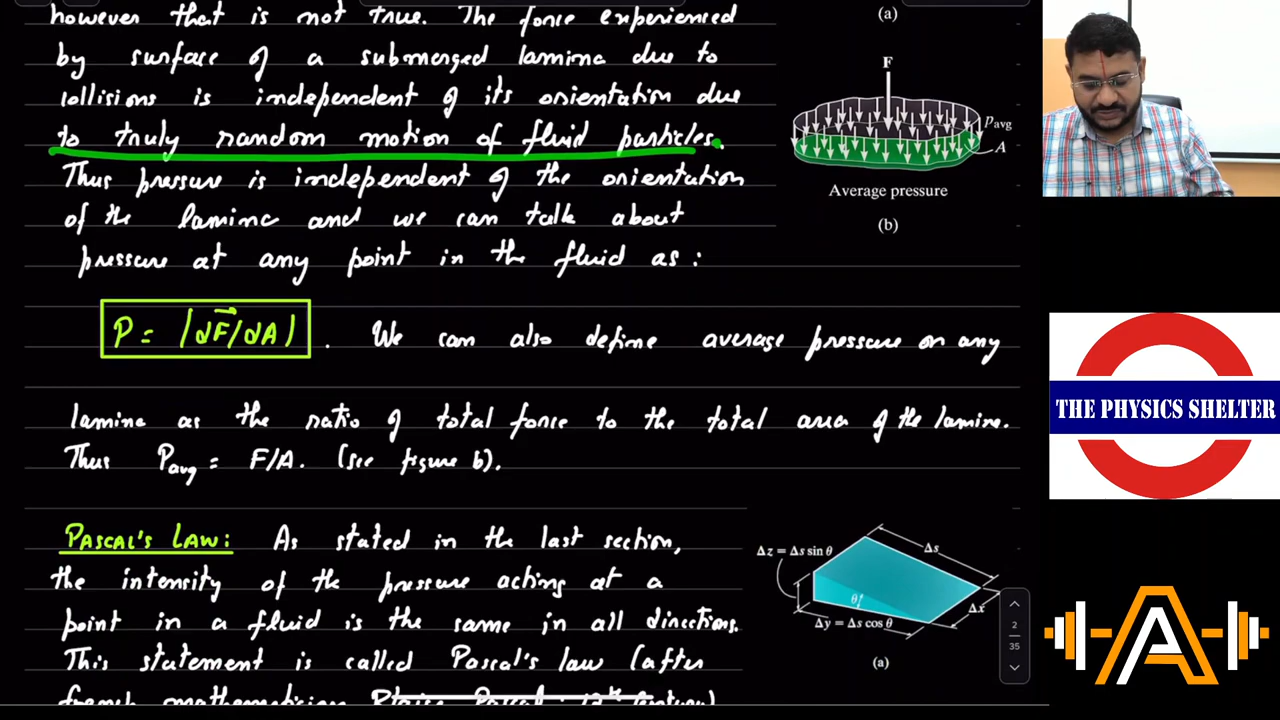 however that is not true. The force experienced
by surface of a submerged lamina due to
collisions is independent of its orientation due
to truly random motion of fluid particles.
Thus pressure is independent of the orientation
of the lamina and we can talk about
pressure at any point in the fluid as:
P = |dF⃗/dA| . We can also define average pressure on any
lamina as the ratio of total force to the total area of the lamina.
Thus Pavg = F/A. (see figure b).
PASCAL'S LAW: As stated in the last section,
the intensity of the pressure acting at a
point in a fluid is the same in all directions.
This statement is called Pascal's law (after
french mathematician Blaise Pascal, 17th century)
(a)
F
pavg
A
Average pressure
(b)
Δz = Δs sin θ
Δs
θ
Δx
Δy = Δs cos θ
(a)
2
35
THE PHYSICS SHELTER